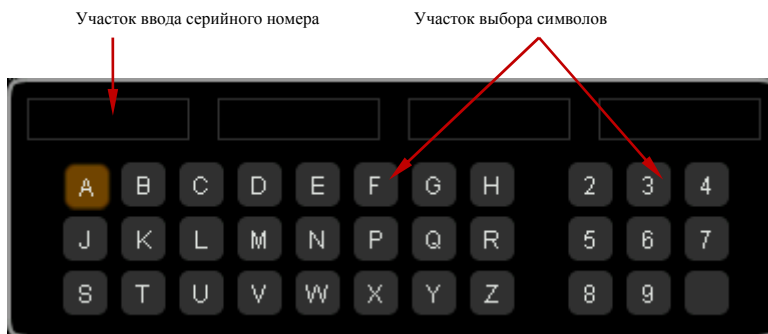 Участок ввода серийного номера Участок выбора символов
A B C D E F G H 2 3 4
J K L M N P Q R 5 6 7
S T U V W X Y Z 8 9